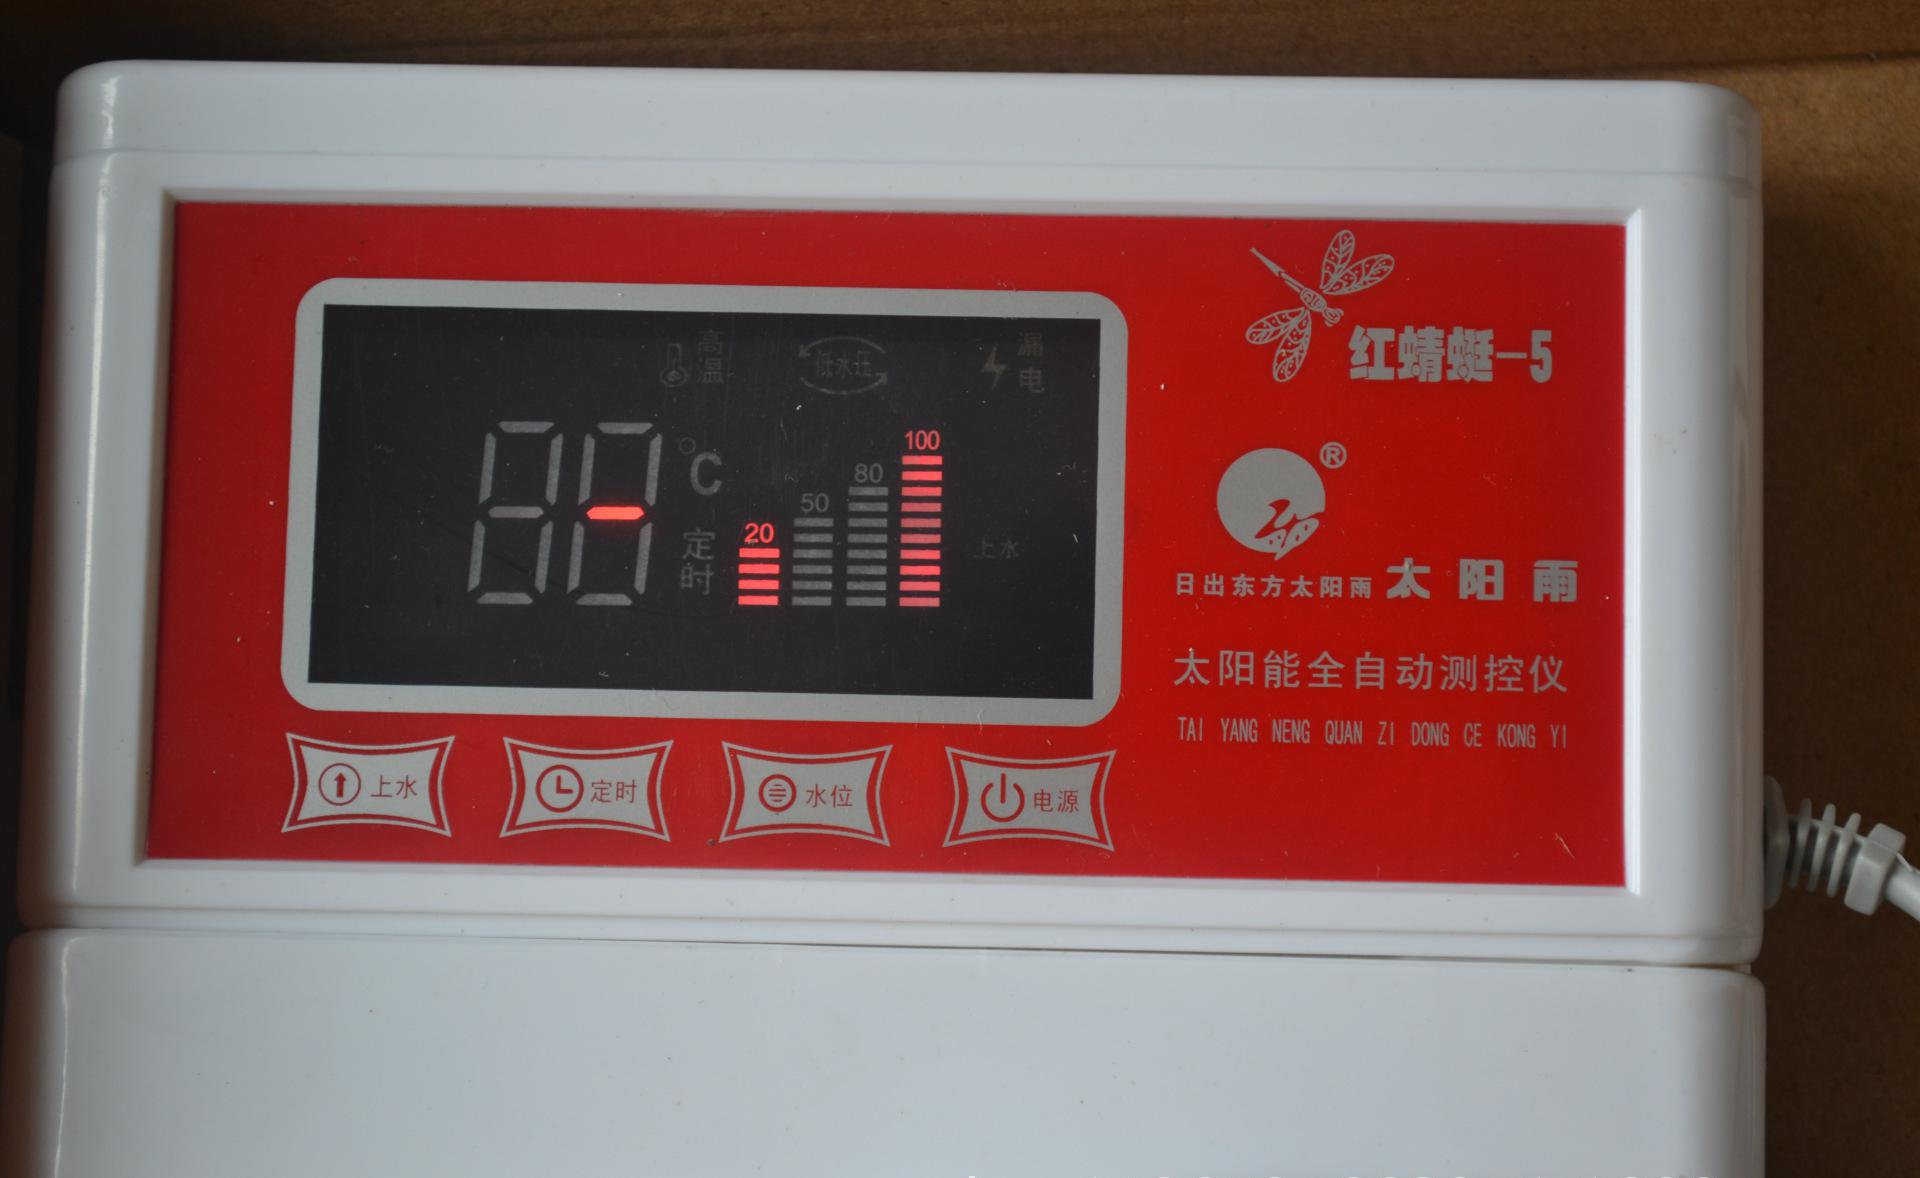 高温
低水压
漏电
红蜻蜓-5
℃
100
80
50
20
定时
上水
®
日出东方太阳雨 太阳雨
太阳能全自动测控仪
TAI YANG NENG QUAN ZI DONG CE KONG YI
上水
定时
水位
电源